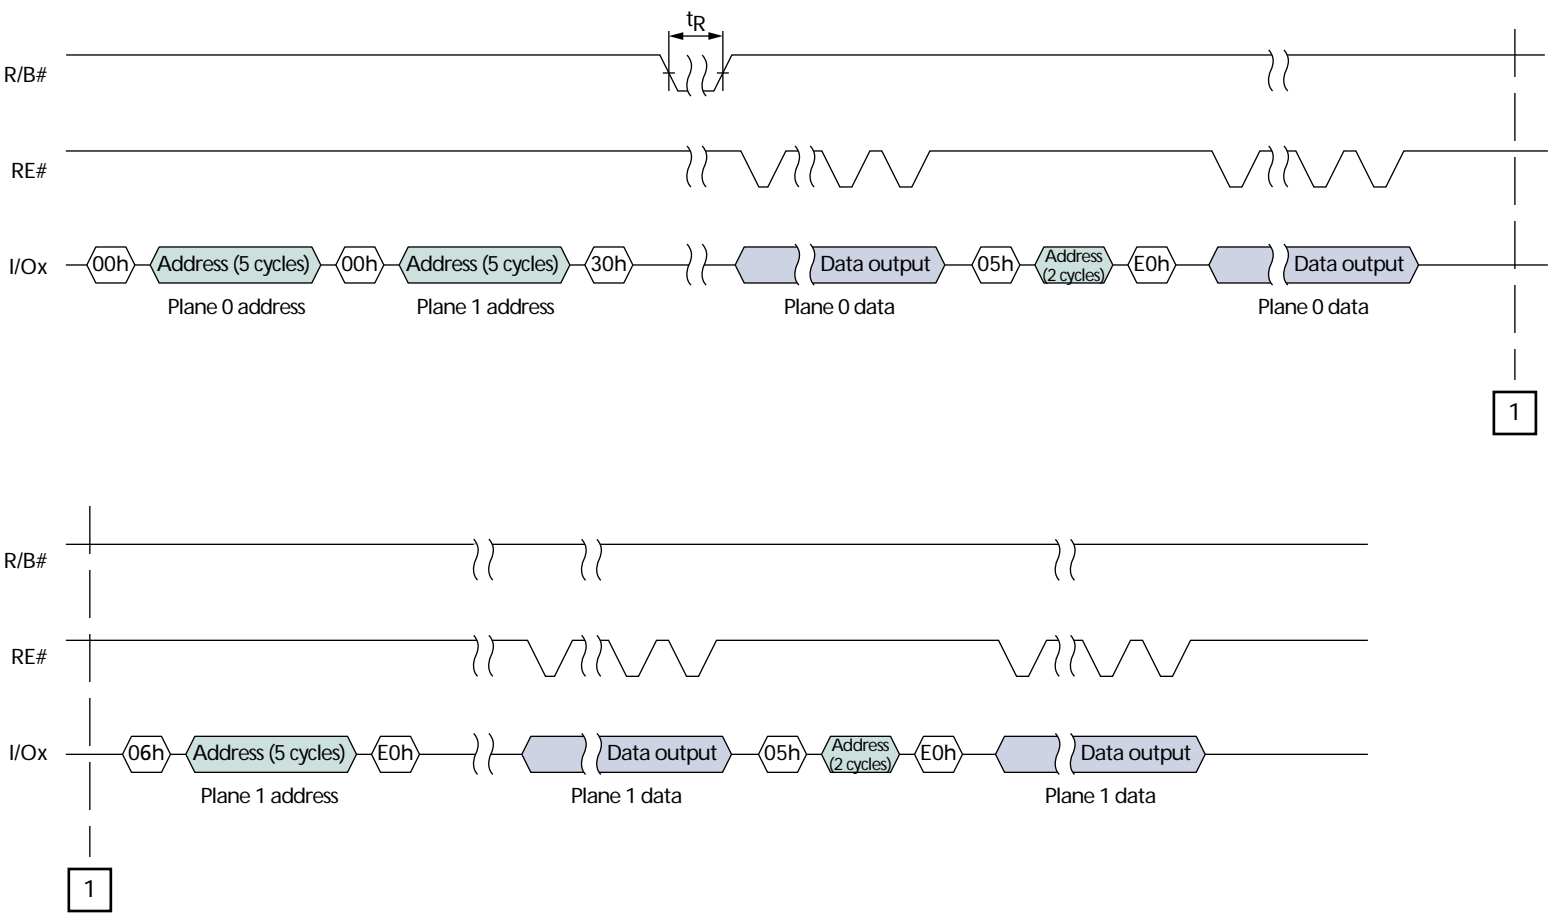 tR
R/B#
RE#
I/Ox
00h Address (5 cycles) 00h Address (5 cycles) 30h Data output 05h Address (2 cycles) E0h Data output
Plane 0 address Plane 1 address Plane 0 data Plane 0 data
1
R/B#
RE#
I/Ox
06h Address (5 cycles) E0h Data output 05h Address (2 cycles) E0h Data output
Plane 1 address Plane 1 data Plane 1 data
1